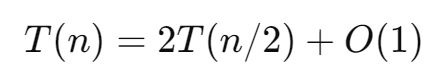 T(n) = 2T(n/2) + O(1)